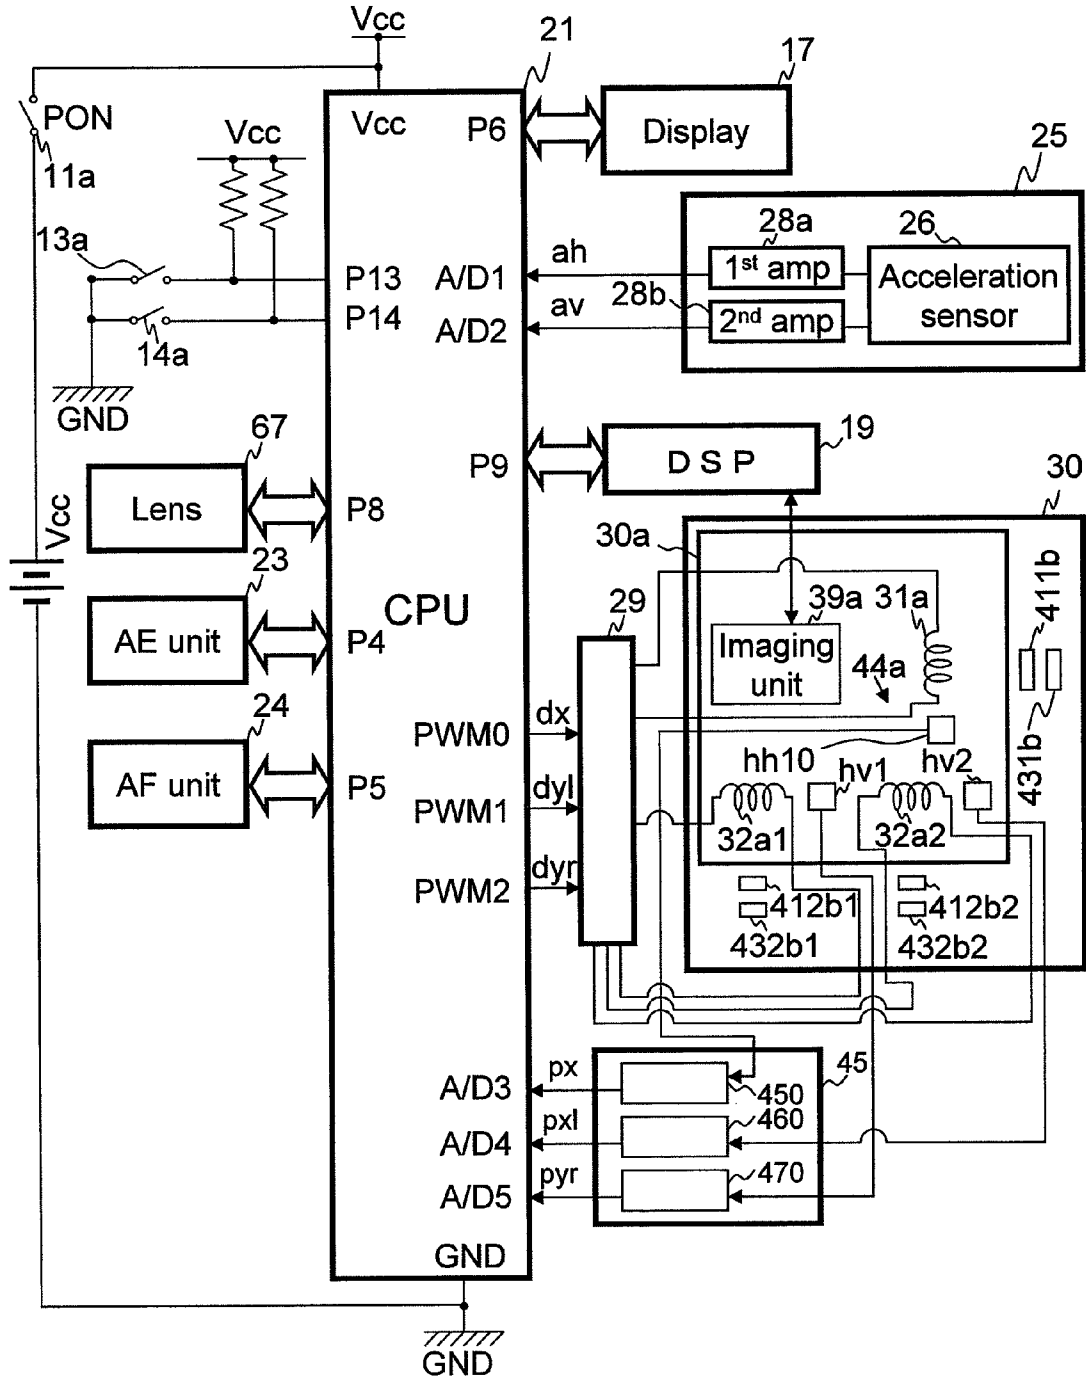 Vcc
21
17
PON
Vcc
Vcc
P6
Display
11a
25
13a
28a
26
ah
P13
A/D1
1st amp
Acceleration
sensor
28b
P14
av
A/D2
2nd amp
14a
GND
67
19
P9
D S P
30
Lens
P8
Vcc
30a
23
411b
CPU
29
39a
31a
AE unit
P4
Imaging
unit
44a
24
dx
PWM0
431b
hh10
hv1
hv2
AF unit
P5
dyl
PWM1
32a1
32a2
dyr
PWM2
412b1
412b2
432b1
432b2
px
45
A/D3
450
pxl
460
A/D4
pyr
470
A/D5
GND
GND